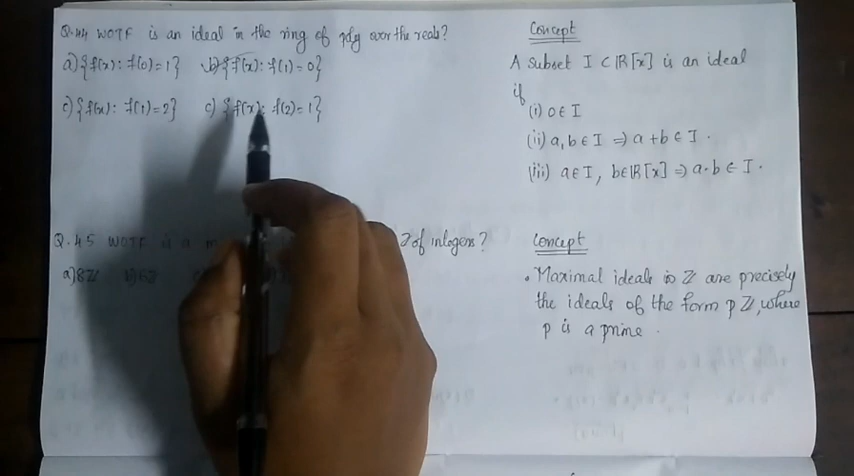 Q.44 WOTF is an ideal in the ring of poly over the reals?
a) {f(x): f(0)=1} b) {f(x): f(1)=0}
c) {f(x): f(1)=2} c) {f(x): f(2)=1}
Q.45 WOTF is a m Z of integers?
a) 8Z b) 6Z
Concept
A subset I ⊂ ℝ[x] is an ideal
if
(i) 0 ∈ I
(ii) a, b ∈ I ⇒ a + b ∈ I.
(iii) a ∈ I, b ∈ ℝ[x] ⇒ a·b ∈ I.
Concept
• Maximal ideals in ℤ are precisely
the ideals of the form pℤ, where
p is a prime.